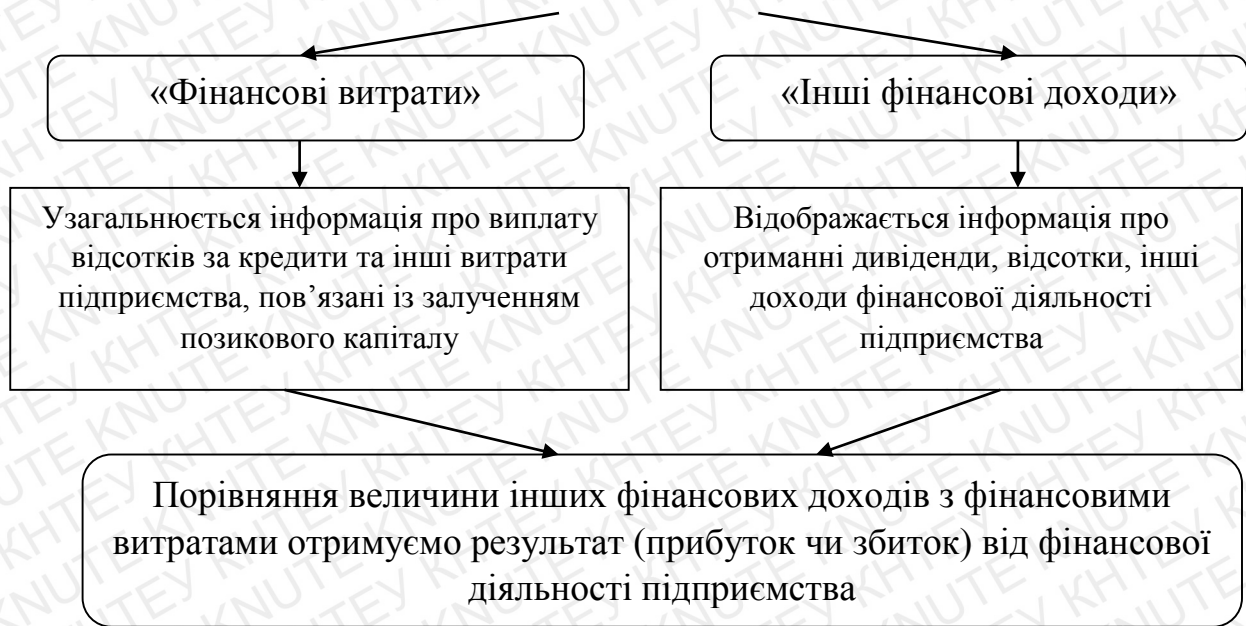 «Фінансові витрати»
«Інші фінансові доходи»
Узагальнюється інформація про виплату
відсотків за кредити та інші витрати
підприємства, пов’язані із залученням
позикового капіталу
Відображається інформація про
отриманні дивіденди, відсотки, інші
доходи фінансової діяльності
підприємства
Порівняння величини інших фінансових доходів з фінансовими
витратами отримуємо результат (прибуток чи збиток) від фінансової
діяльності підприємства